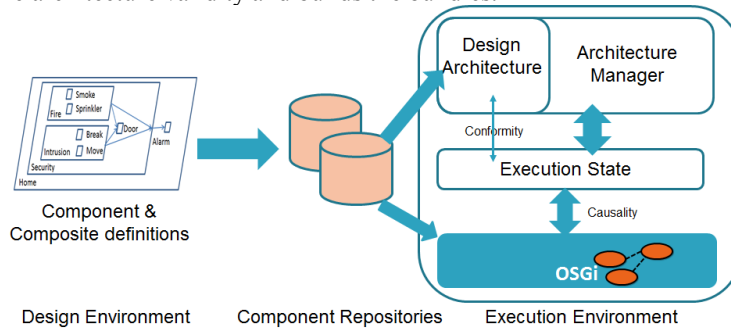 Design
Architecture
Architecture
Manager
Smoke
Sprinkler
Fire
Door
Break
Move
Intrusion
Alarm
Security
Home
Conformity
Execution State
Causality
Component &
Composite definitions
OSGi
Design Environment
Component Repositories
Execution Environment